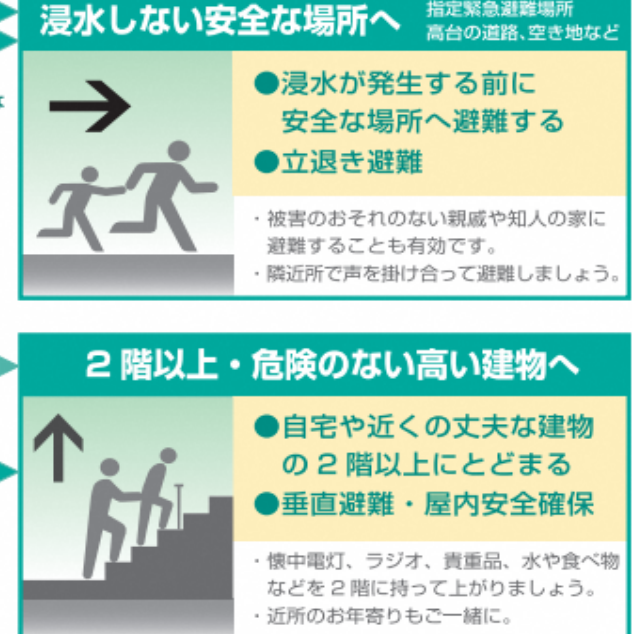 浸水しない安全な場所へ
指定緊急避難場所
高台の道路、空き地など
●浸水が発生する前に
安全な場所へ避難する
●立退き避難
・被害のおそれのない親戚や知人の家に
避難することも有効です。
・隣近所で声を掛け合って避難しましょう。
2階以上・危険のない高い建物へ
●自宅や近くの丈夫な建物
の2階以上にとどまる
●垂直避難・屋内安全確保
・懐中電灯、ラジオ、貴重品、水や食べ物
などを2階に持って上がりましょう。
・近所のお年寄りもご一緒に。